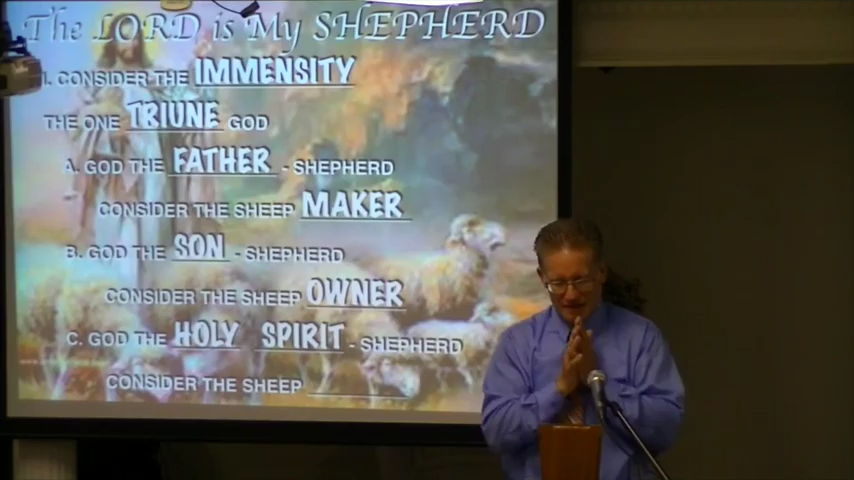 The LORD is My SHEPHERD
I. CONSIDER THE IMMENSITY
THE ONE TRIUNE GOD
A. GOD THE FATHER - SHEPHERD
CONSIDER THE SHEEP MAKER
B. GOD THE SON - SHEPHERD
CONSIDER THE SHEEP OWNER
C. GOD THE HOLY SPIRIT - SHEPHERD
CONSIDER THE SHEEP